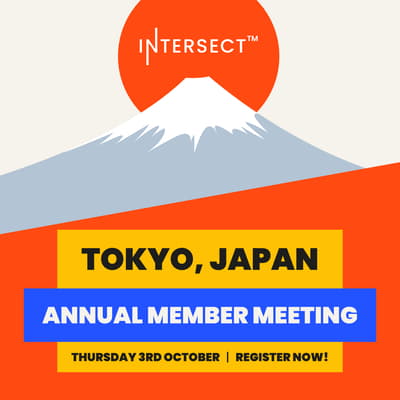 INTERSECT™
TOKYO, JAPAN
ANNUAL MEMBER MEETING
THURSDAY 3RD OCTOBER | REGISTER NOW!